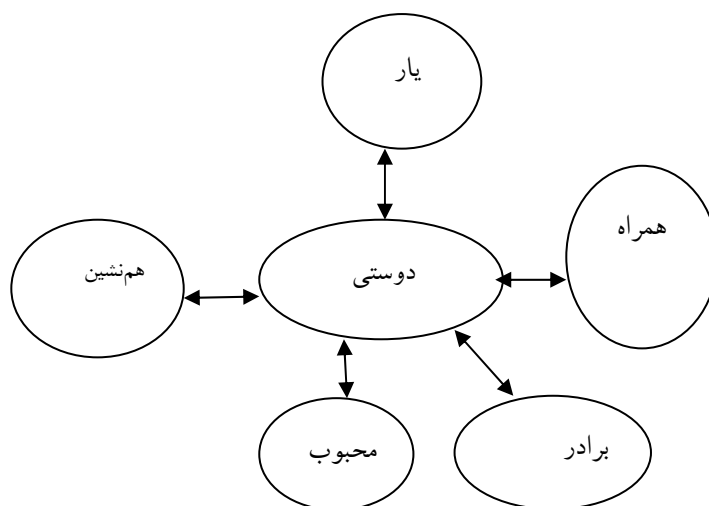 یار
همراه
دوستی
هم‌نشین
برادر
محبوب